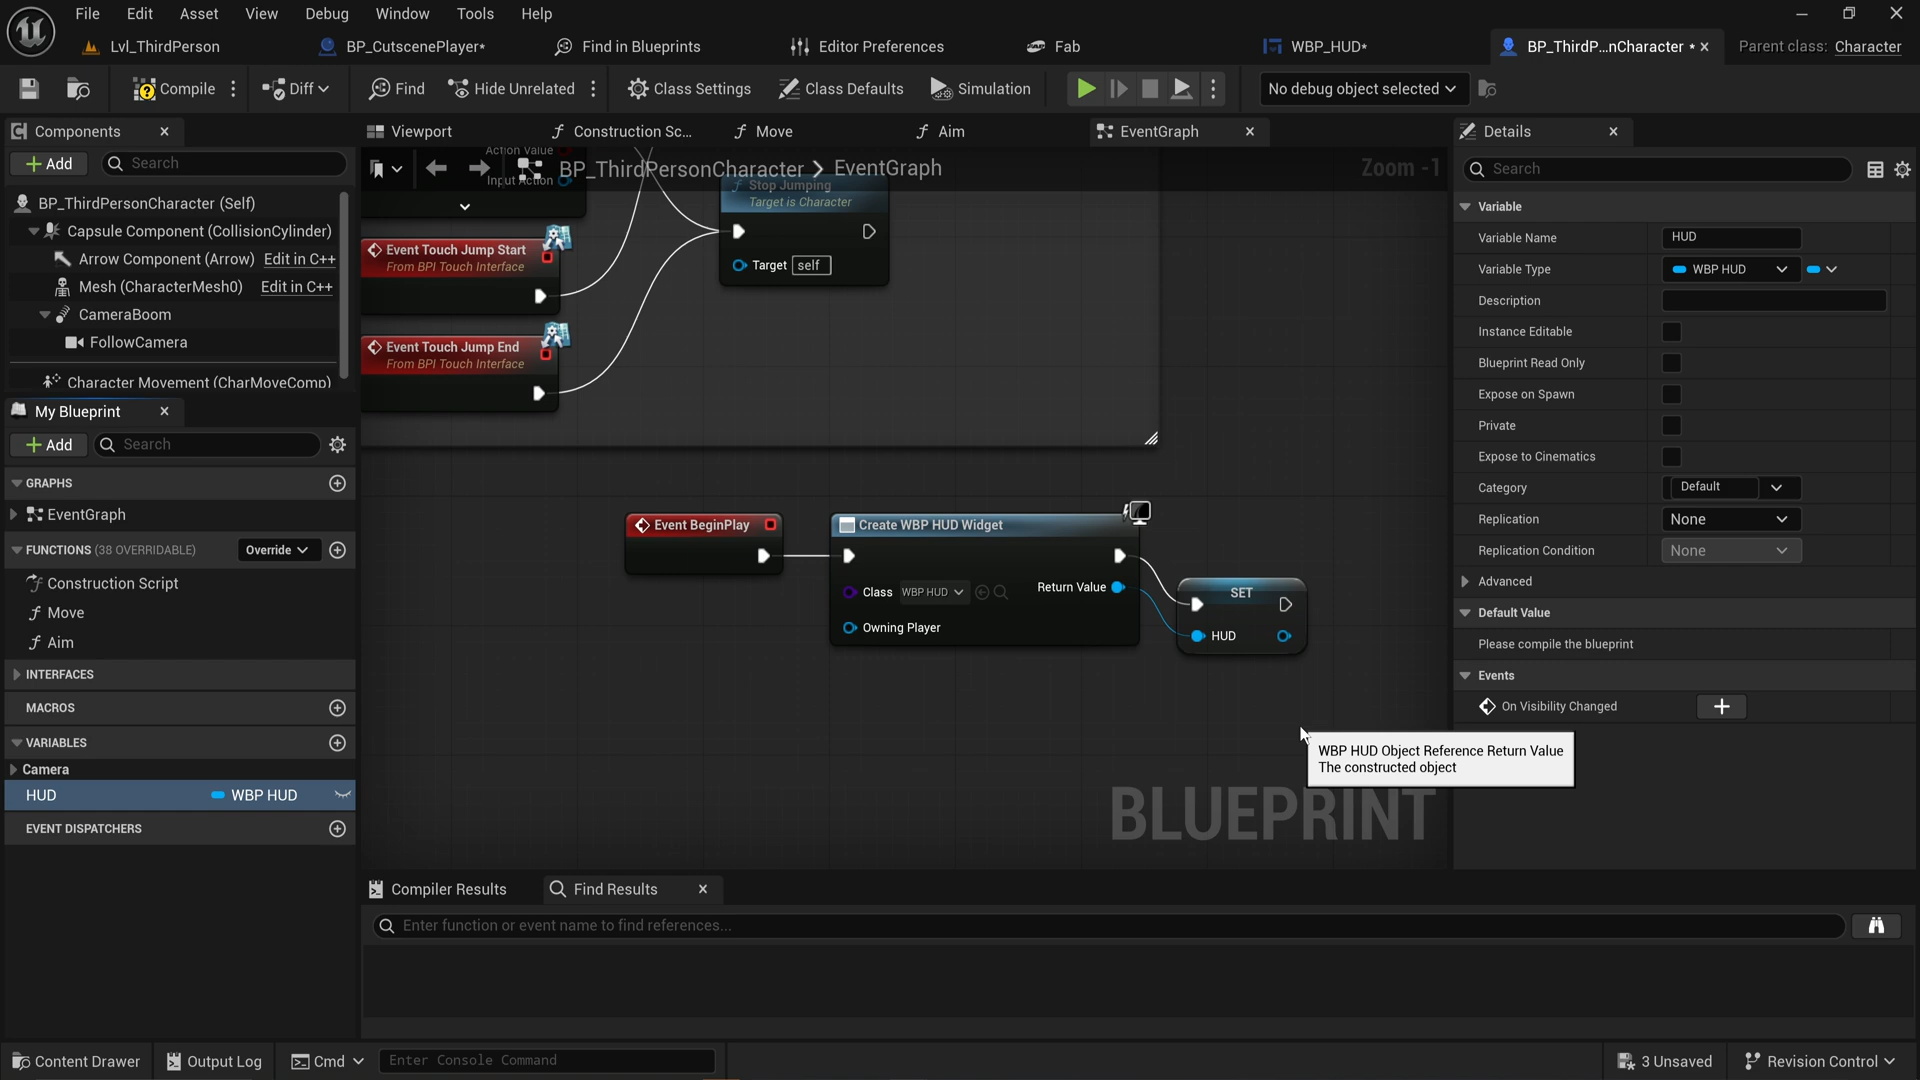 File Edit Asset View Debug Window Tools Help
Lvl_ThirdPerson BP_CutscenePlayer* Find in Blueprints Editor Preferences Fab WBP_HUD* BP_ThirdP...nCharacter * Parent class: Character
Compile Diff Find Hide Unrelated Class Settings Class Defaults Simulation No debug object selected
Components
Add Search
BP_ThirdPersonCharacter (Self)
Capsule Component (CollisionCylinder)
Arrow Component (Arrow) Edit in C++
Mesh (CharacterMesh0) Edit in C++
CameraBoom
FollowCamera
Character Movement (CharMoveComp)
My Blueprint
Add Search
GRAPHS
EventGraph
FUNCTIONS (38 OVERRIDABLE) Override
Construction Script
Move
Aim
INTERFACES
MACROS
VARIABLES
Camera
HUD WBP HUD
EVENT DISPATCHERS
Viewport Construction Sc... Move Aim EventGraph
BP_ThirdPersonCharacter > EventGraph Zoom -1
Action Value
Input Action
Stop Jumping
Target is Character
Target self
Event Touch Jump Start
From BPI Touch Interface
Event Touch Jump End
From BPI Touch Interface
Event BeginPlay
Create WBP HUD Widget
Class WBP HUD Return Value
Owning Player
SET
HUD
WBP HUD Object Reference Return Value
The constructed object
BLUEPRINT
Details
Search
Variable
Variable Name HUD
Variable Type WBP HUD
Description
Instance Editable
Blueprint Read Only
Expose on Spawn
Private
Expose to Cinematics
Category Default
Replication None
Replication Condition None
Advanced
Default Value
Please compile the blueprint
Events
On Visibility Changed
Compiler Results Find Results
Enter function or event name to find references...
Content Drawer Output Log Cmd Enter Console Command 3 Unsaved Revision Control